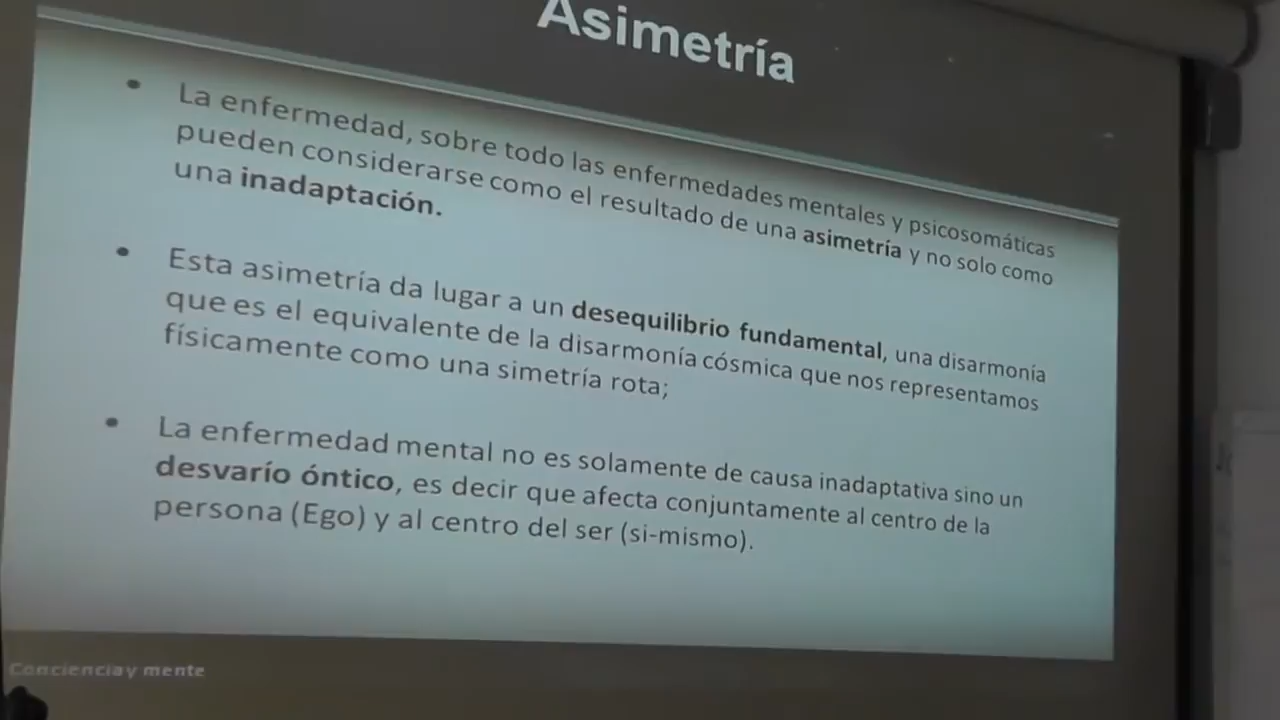 Asimetría
• La enfermedad, sobre todo las enfermedades mentales y psicosomáticas
pueden considerarse como el resultado de una asimetría y no solo como
una inadaptación.
• Esta asimetría da lugar a un desequilibrio fundamental, una disarmonía
que es el equivalente de la disarmonía cósmica que nos representamos
físicamente como una simetría rota;
• La enfermedad mental no es solamente de causa inadaptativa sino un
desvarío óntico, es decir que afecta conjuntamente al centro de la
persona (Ego) y al centro del ser (si-mismo).
Conciencia y mente